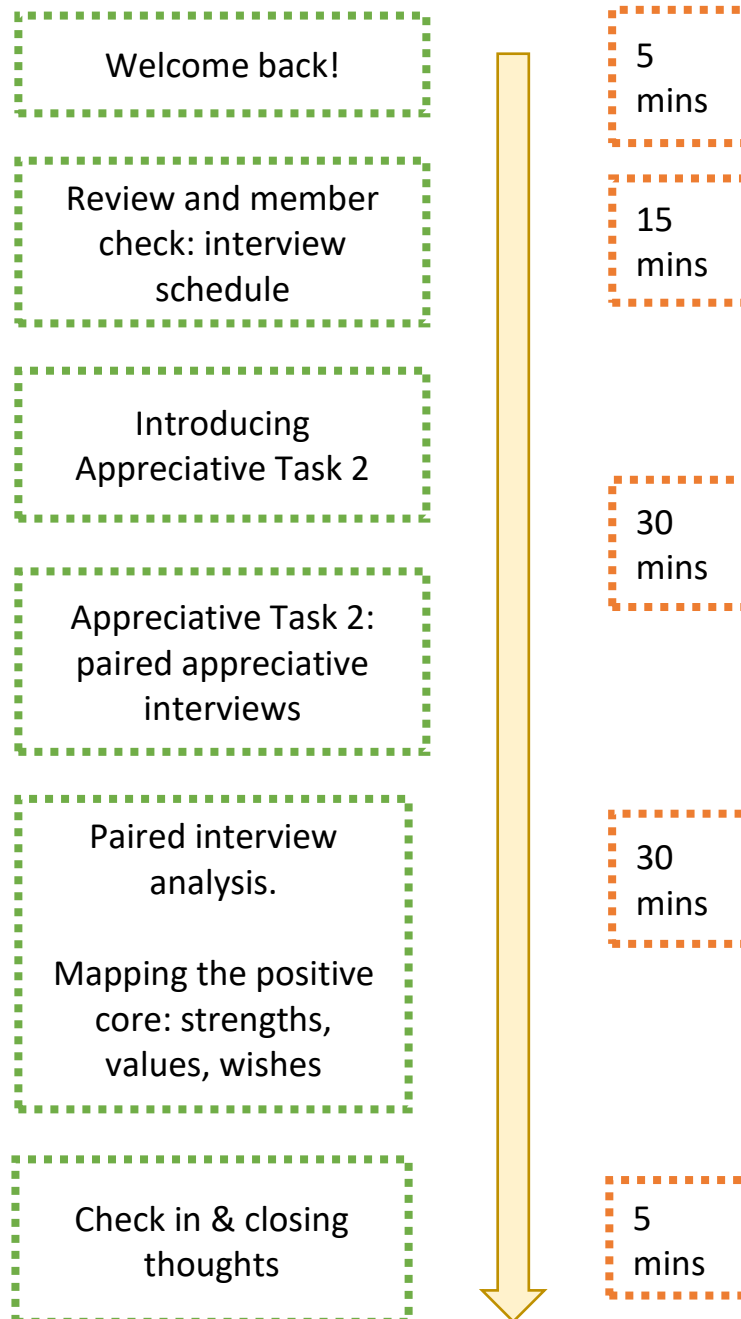 Welcome back!
5
mins
Review and member
check: interview
schedule
15
mins
Introducing
Appreciative Task 2
30
mins
Appreciative Task 2:
paired appreciative
interviews
Paired interview
analysis.
Mapping the positive
core: strengths,
values, wishes
30
mins
Check in & closing
thoughts
5
mins